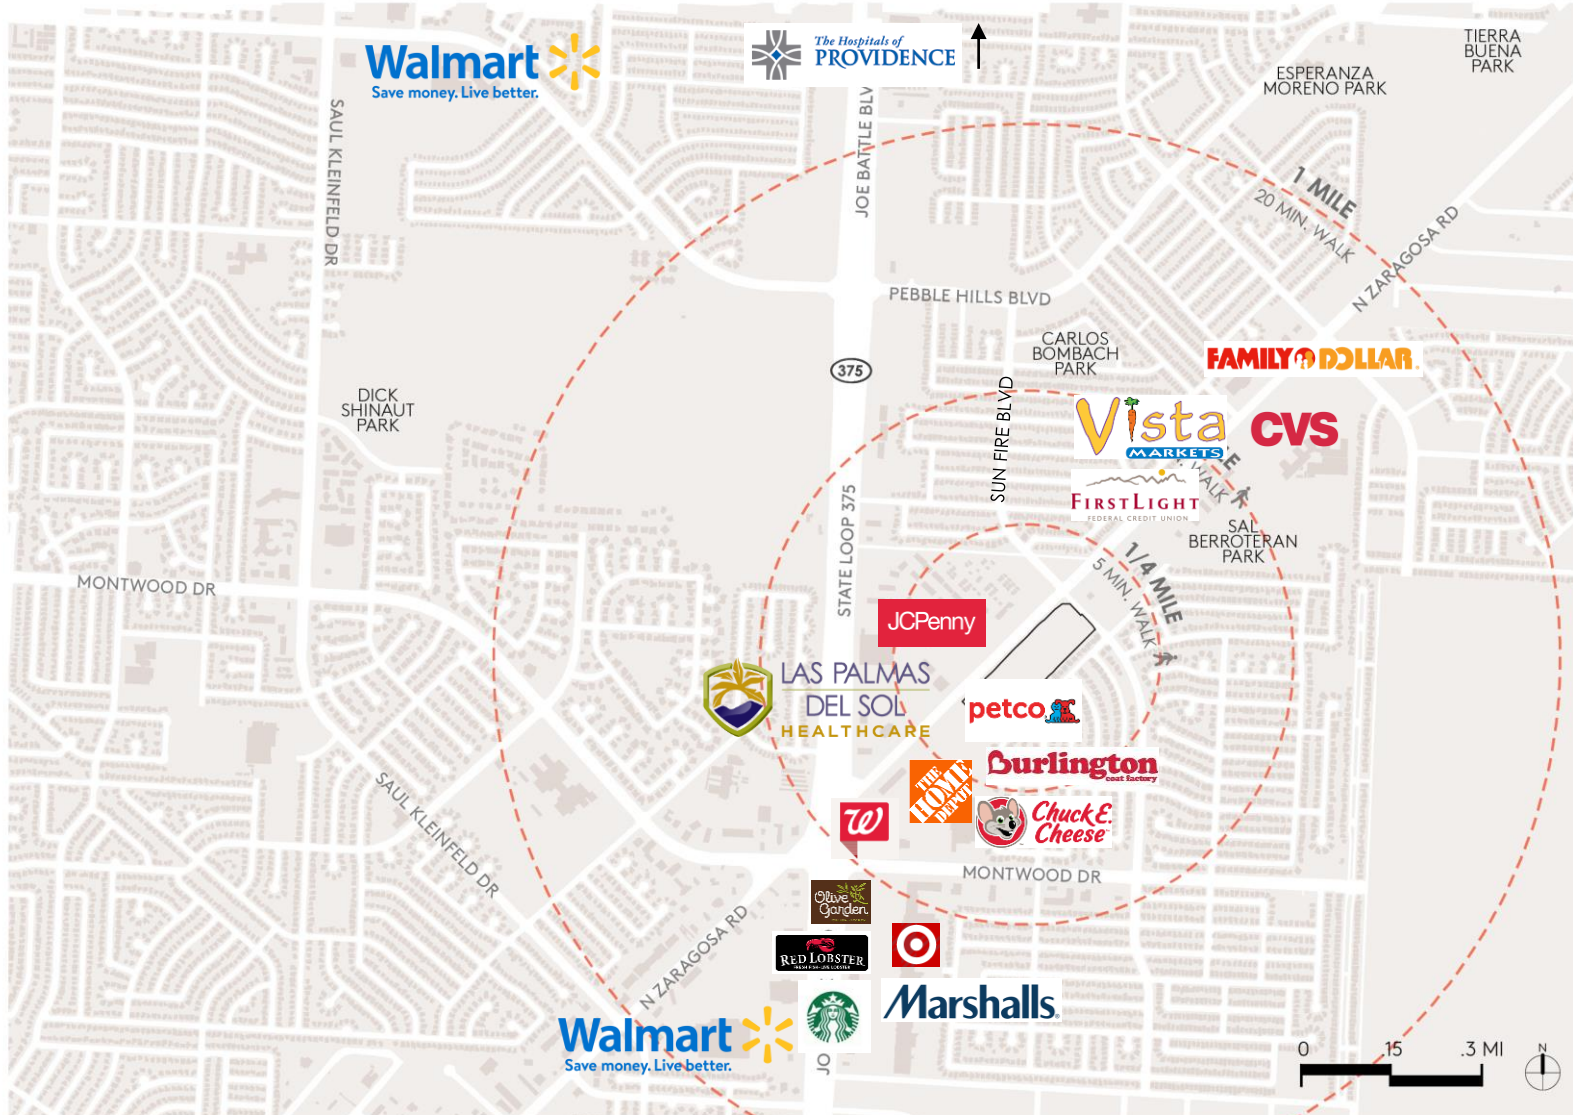 TIERRA
BUENA
PARK
Walmart
Save money. Live better.
The Hospitals of
PROVIDENCE
ESPERANZA
MORENO PARK
SAUL KLEINFELD DR
JOE BATTLE BLV
1 MILE
20 MIN. WALK
N ZARAGOSA RD
PEBBLE HILLS BLVD
CARLOS
BOMBACH
PARK
FAMILY DOLLAR
375
DICK
SHINAUT
PARK
SUN FIRE BLVD
Vista
MARKETS
CVS
WALK
FIRSTLIGHT
FEDERAL CREDIT UNION
SAL
BERROTERAN
PARK
STATE LOOP 375
1/4 MILE
5 MIN. WALK
MONTWOOD DR
JCPenny
LAS PALMAS
DEL SOL
HEALTHCARE
petco
Burlington
coat factory
THE
HOME
DEPOT
Chuck E.
Cheese
W
SAUL KLEINFELD DR
MONTWOOD DR
Olive
Garden
RED LOBSTER
N ZARAGOSA RD
Marshalls
Walmart
Save money. Live better.
JO
0 .15 .3 MI
N